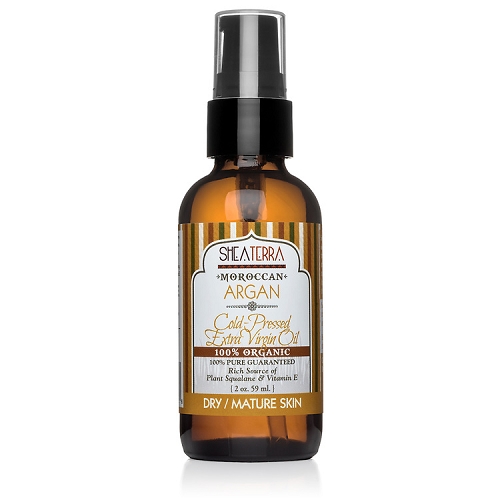 SHEATERRA
MOROCCAN
ARGAN
Cold-Pressed
Extra Virgin Oil
100% ORGANIC
100% PURE GUARANTEED
Rich Source of
Plant Squalane & Vitamin E
{ 2 oz. 59 ml. }
DRY / MATURE SKIN